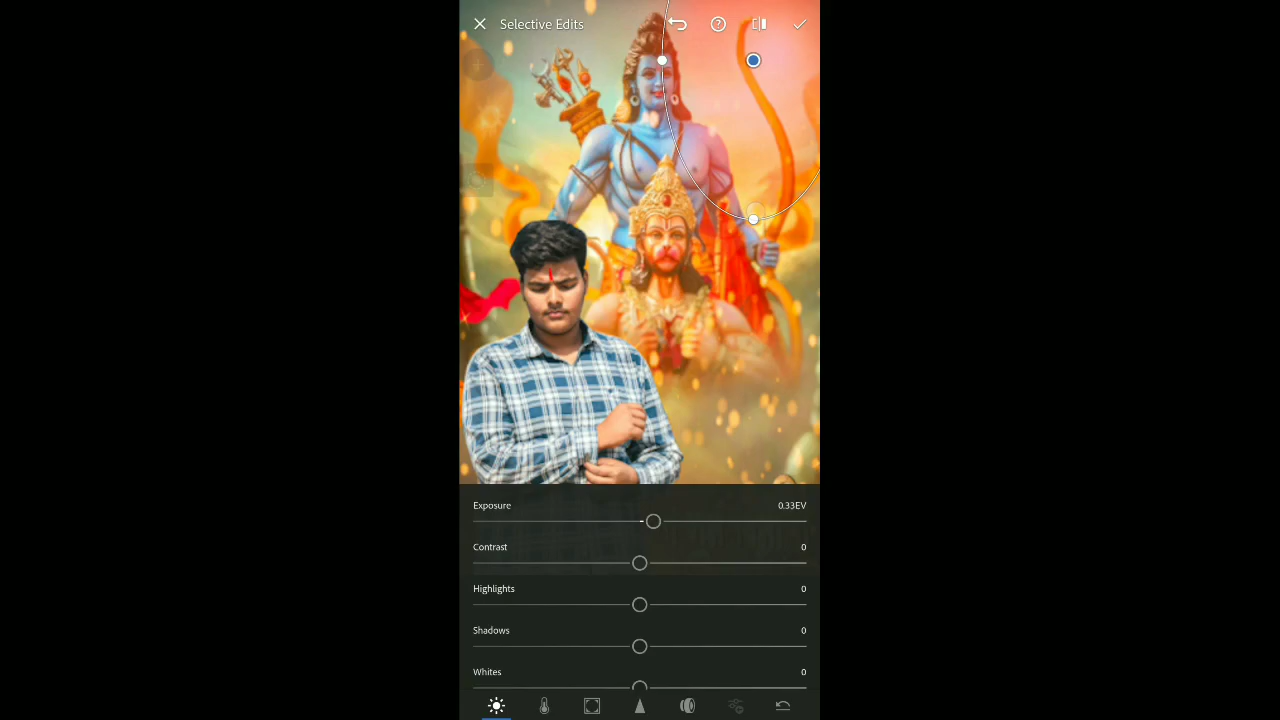 Selective Edits
Exposure 0.33EV
Contrast 0
Highlights 0
Shadows 0
Whites 0